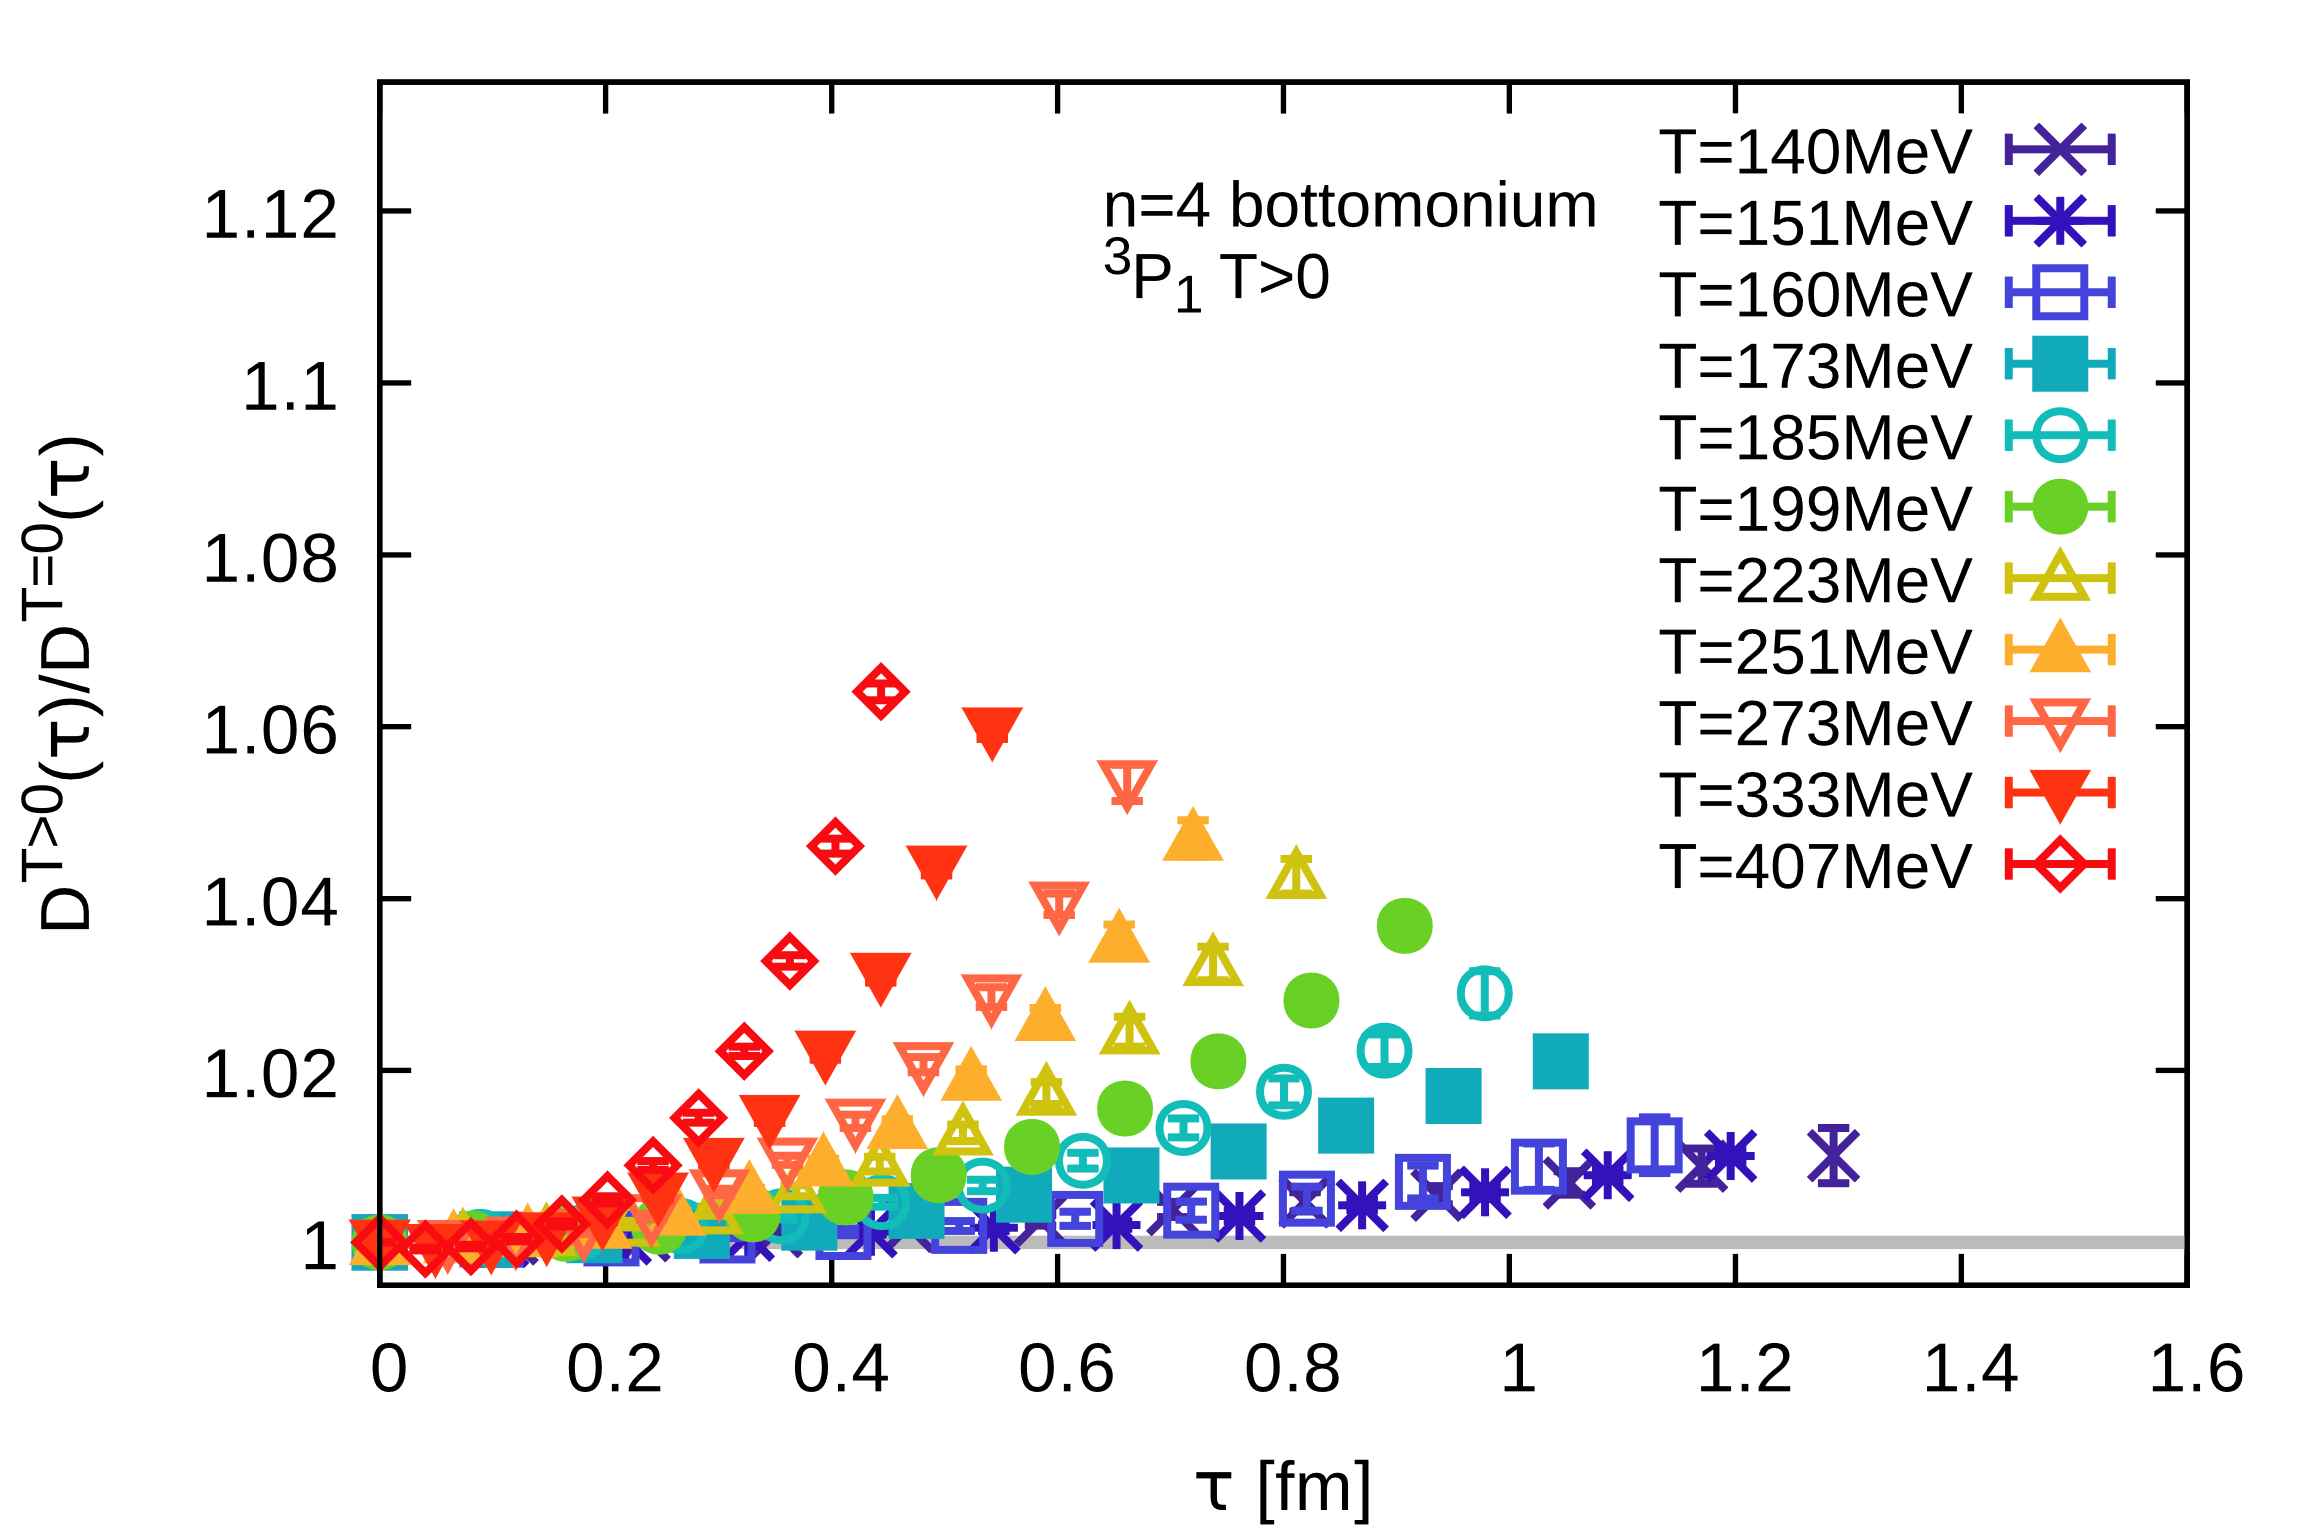 n=4 bottomonium
³P₁ T>0
T=140MeV
T=151MeV
T=160MeV
T=173MeV
T=185MeV
T=199MeV
T=223MeV
T=251MeV
T=273MeV
T=333MeV
T=407MeV
1.12
1.1
1.08
1.06
1.04
1.02
1
D^T>0(τ)/D^T=0(τ)
0 0.2 0.4 0.6 0.8 1 1.2 1.4 1.6
τ [fm]